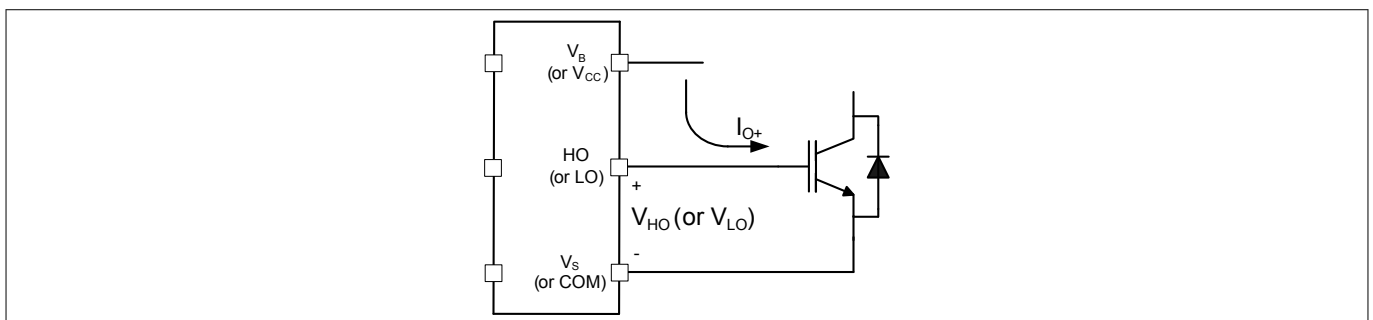 V_B
(or V_CC)
I_O+
HO
(or LO)
+
V_HO (or V_LO)
-
V_S
(or COM)